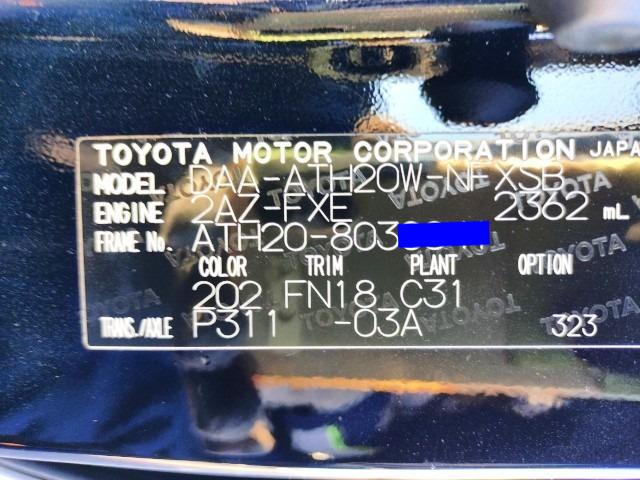 TOYOTA MOTOR CORPORATION JAPA
MODEL DAA-ATH20W-NFXSB
ENGINE 2AZ-FXE 2362 mL
FRAME No. ATH20-803
COLOR TRIM PLANT OPTION
202 FN18 C31
TRANS./AXLE P311 -03A 323